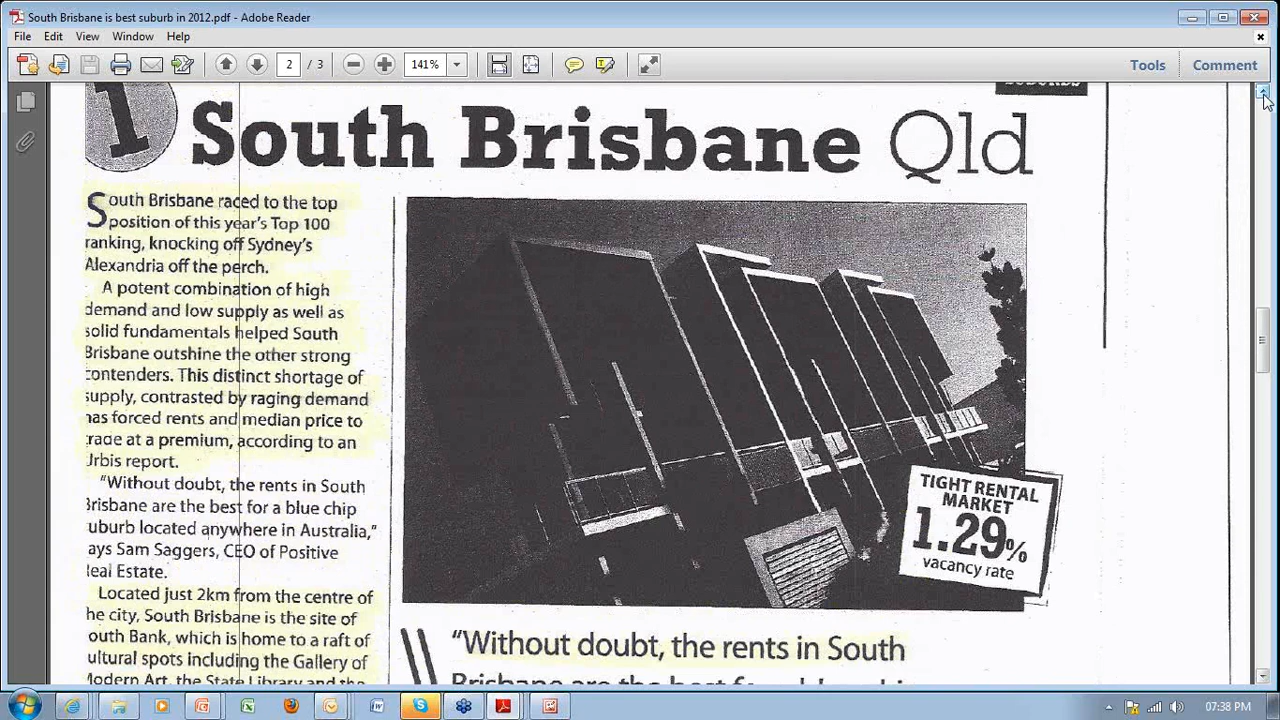 South Brisbane is best suburb in 2012.pdf - Adobe Reader
File Edit View Window Help
2 / 3 141% Tools Comment
1 South Brisbane Qld
South Brisbane raced to the top
position of this year's Top 100
ranking, knocking off Sydney's
Alexandria off the perch.
A potent combination of high
demand and low supply as well as
solid fundamentals helped South
Brisbane outshine the other strong
contenders. This distinct shortage of
supply, contrasted by raging demand
has forced rents and median price to
trade at a premium, according to an
Urbis report.
"Without doubt, the rents in South
Brisbane are the best for a blue chip
uburb located anywhere in Australia,"
ays Sam Saggers, CEO of Positive
Real Estate.
Located just 2km from the centre of
he city, South Brisbane is the site of
outh Bank, which is home to a raft of
ultural spots including the Gallery of
Modern Art, the State Library and the
TIGHT RENTAL
MARKET
1.29%
vacancy rate
"Without doubt, the rents in South
07:38 PM